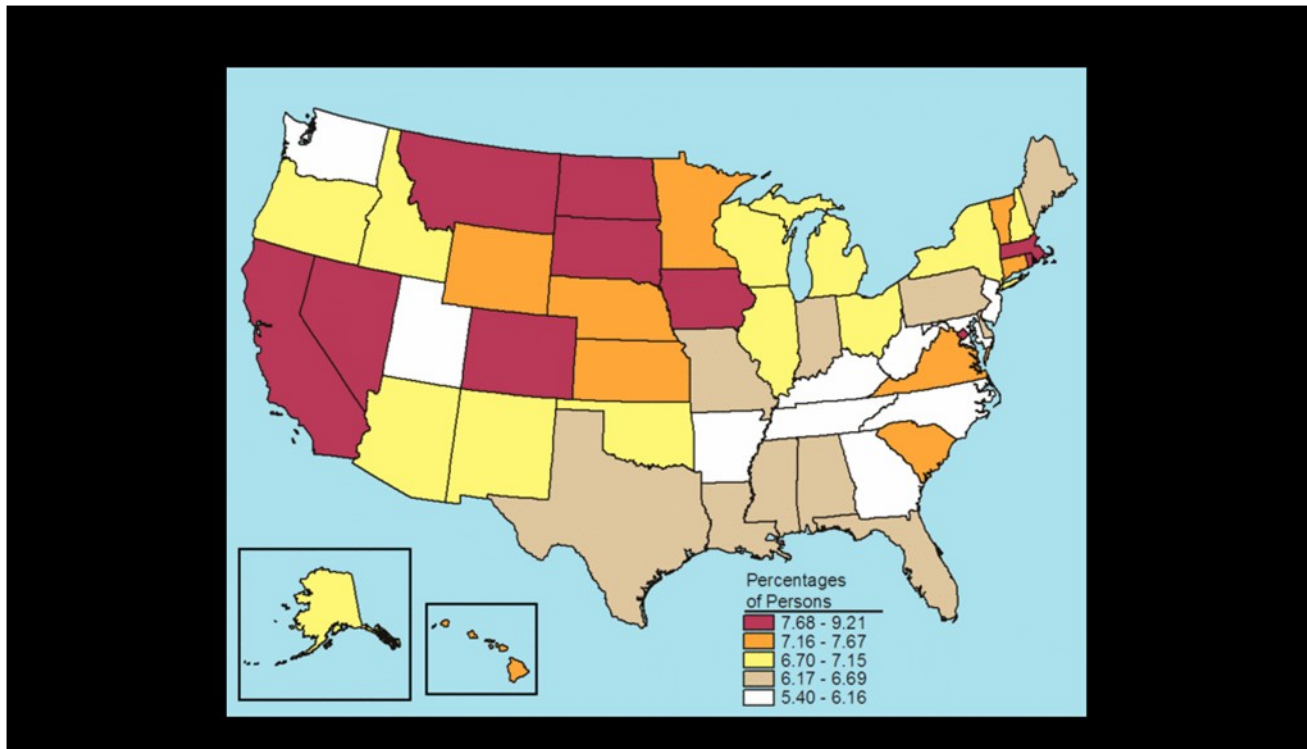 Percentages
of Persons
7.68 - 9.21
7.16 - 7.67
6.70 - 7.15
6.17 - 6.69
5.40 - 6.16